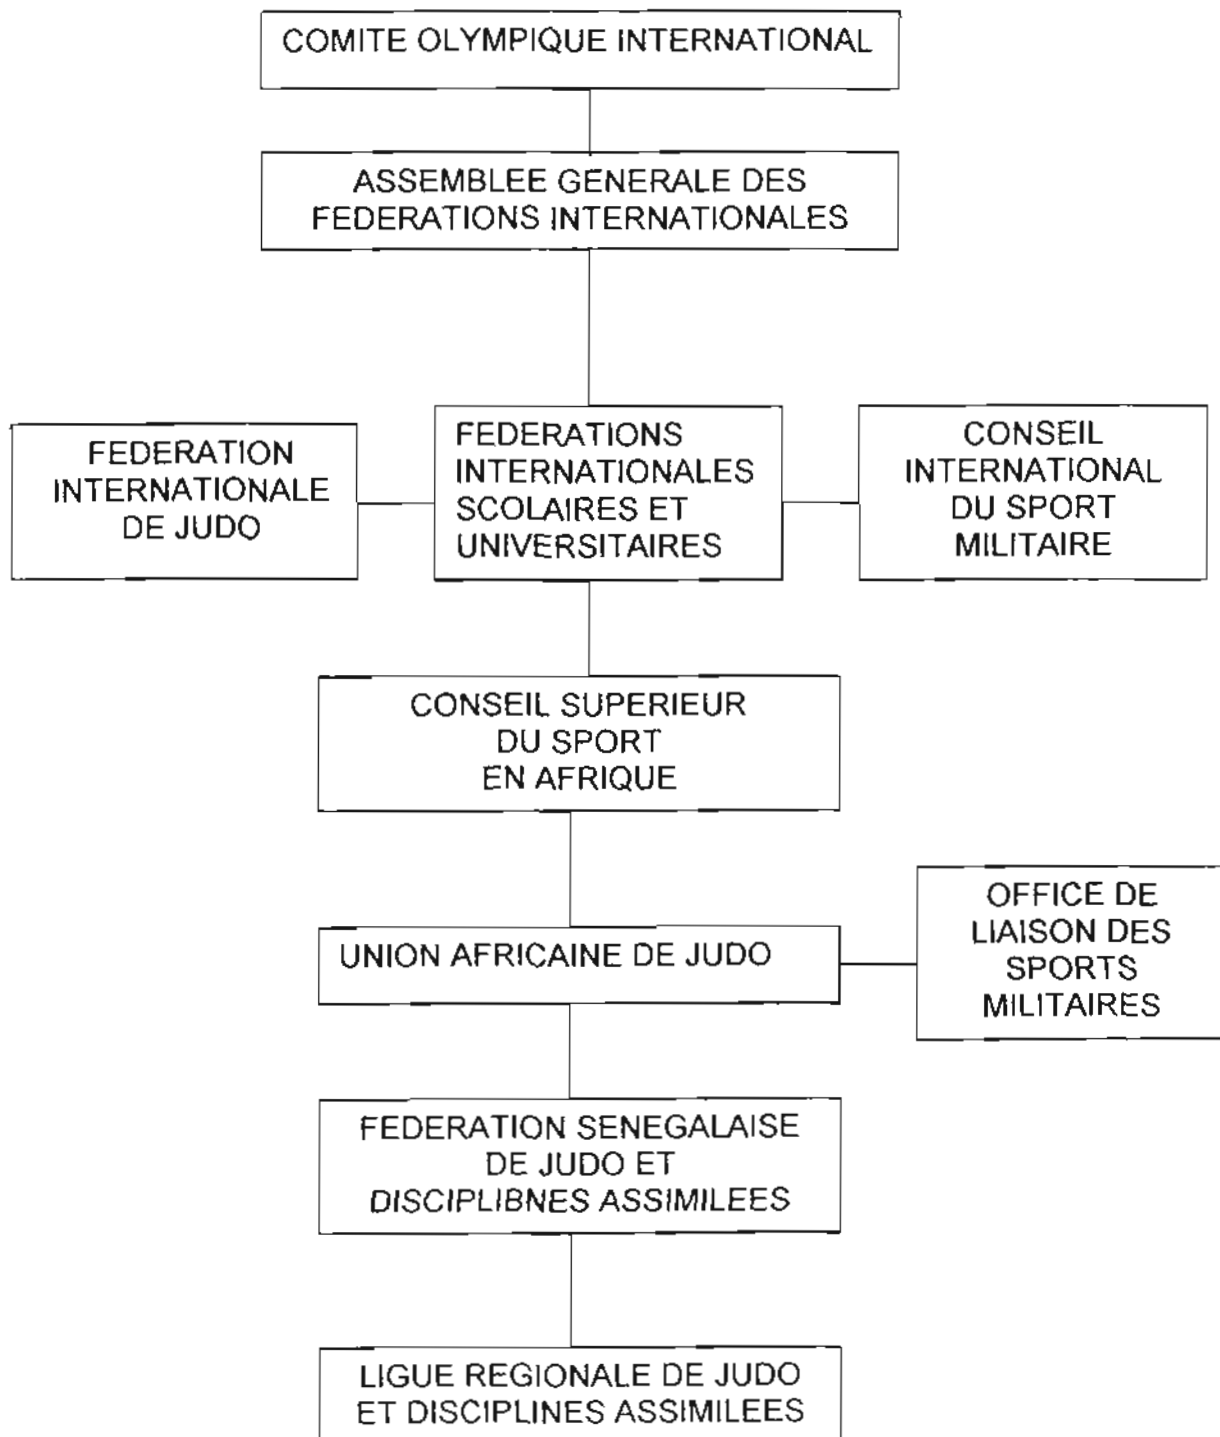 COMITE OLYMPIQUE INTERNATIONAL
ASSEMBLEE GENERALE DES
FEDERATIONS INTERNATIONALES
FEDERATION
INTERNATIONALE
DE JUDO
FEDERATIONS
INTERNATIONALES
SCOLAIRES ET
UNIVERSITAIRES
CONSEIL
INTERNATIONAL
DU SPORT
MILITAIRE
CONSEIL SUPERIEUR
DU SPORT
EN AFRIQUE
UNION AFRICAINE DE JUDO
OFFICE DE
LIAISON DES
SPORTS
MILITAIRES
FEDERATION SENEGALAISE
DE JUDO ET
DISCIPLIBNES ASSIMILEES
LIGUE REGIONALE DE JUDO
ET DISCIPLINES ASSIMILEES